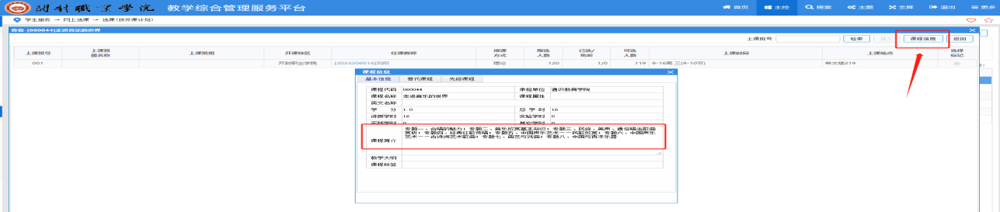 開封職業學院 教学综合管理服务平台
首页 主控 搜索 主题 全屏 退出 更多
学生服务 → 网上选课 → 选课(按开课计划)
查看-[060044]走进音乐的世界
上课班号 检索 提交 课程信息 返回
上课班号 上课班级名称 上课班组 开课校区 任课教师 授课方式 限选人数 已选/免听 可选人数 上课时间 上课地点 选择标记
001 开封职业学院 [2023206016]刘阳 理论 120 1/0 119 9-16周 三(9-10节)
课程信息
基本信息 替代课程 先修课程
课程代码 060044 承担单位 通识教育学院
课程名称 走进音乐的世界 课程属性
英文名称
学 分 1.0 总 学 时 16
讲授学时 16 实验学时 0
实践学时 0 其它学时 0
课程简介 专题一、合唱的魅力；专题二、音乐欣赏基本知识；专题三、民族、美声、通俗唱法歌曲
赏析；专题四、经典红歌传唱；专题五、中国声乐艺术——民歌欣赏；专题六、中国声乐
艺术——古诗词艺术歌曲；专题七、曲艺与戏曲；专题八、中国与西洋乐器
教学大纲
课程标签